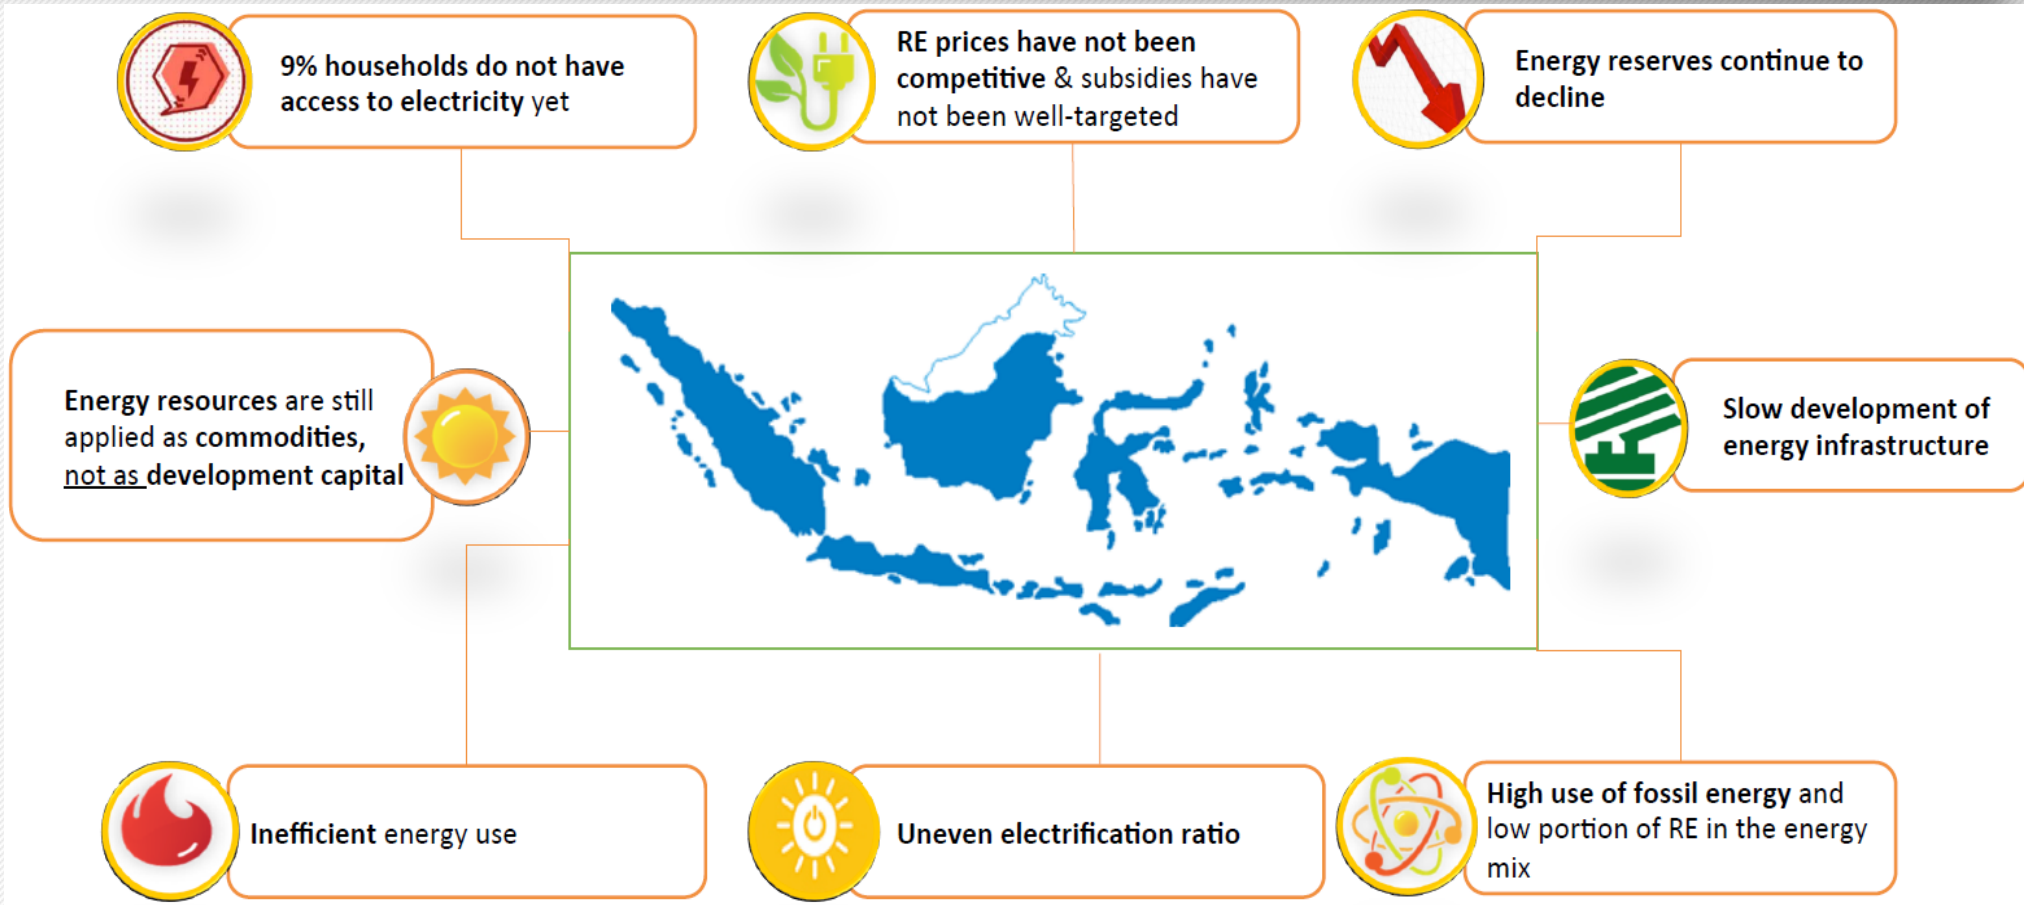 9% households do not have
access to electricity yet
RE prices have not been
competitive & subsidies have
not been well-targeted
Energy reserves continue to
decline
Energy resources are still
applied as commodities,
not as development capital
Slow development of
energy infrastructure
Inefficient energy use
Uneven electrification ratio
High use of fossil energy and
low portion of RE in the energy
mix